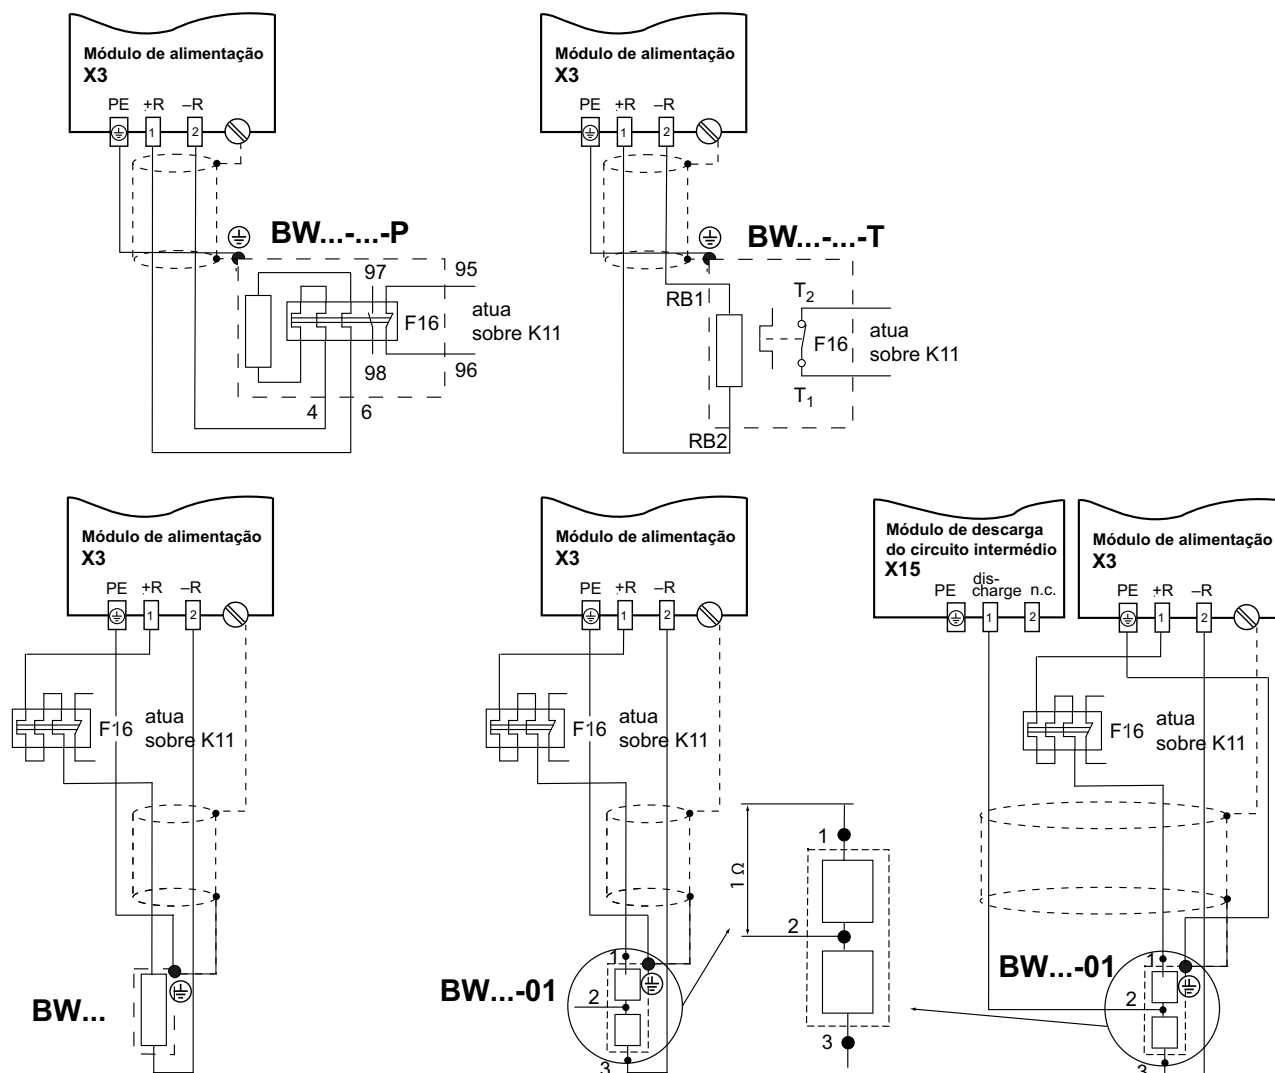 Módulo de alimentação
X3
PE +R –R
1 2
BW...-...-P
97 95
F16
atua
sobre K11
98 96
4 6
Módulo de alimentação
X3
PE +R –R
1 2
BW...-...-T
RB1
T2
F16
atua
sobre K11
T1
RB2
Módulo de alimentação
X3
PE +R –R
1 2
F16
atua
sobre K11
BW...
Módulo de alimentação
X3
PE +R –R
1 2
F16
atua
sobre K11
BW...-01
1
2
3
1 Ω
1
2
3
Módulo de descarga
do circuito intermédio
X15
PE
dis-
charge
n.c.
1 2
Módulo de alimentação
X3
PE +R –R
1 2
F16
atua
sobre K11
BW...-01
1
2
3